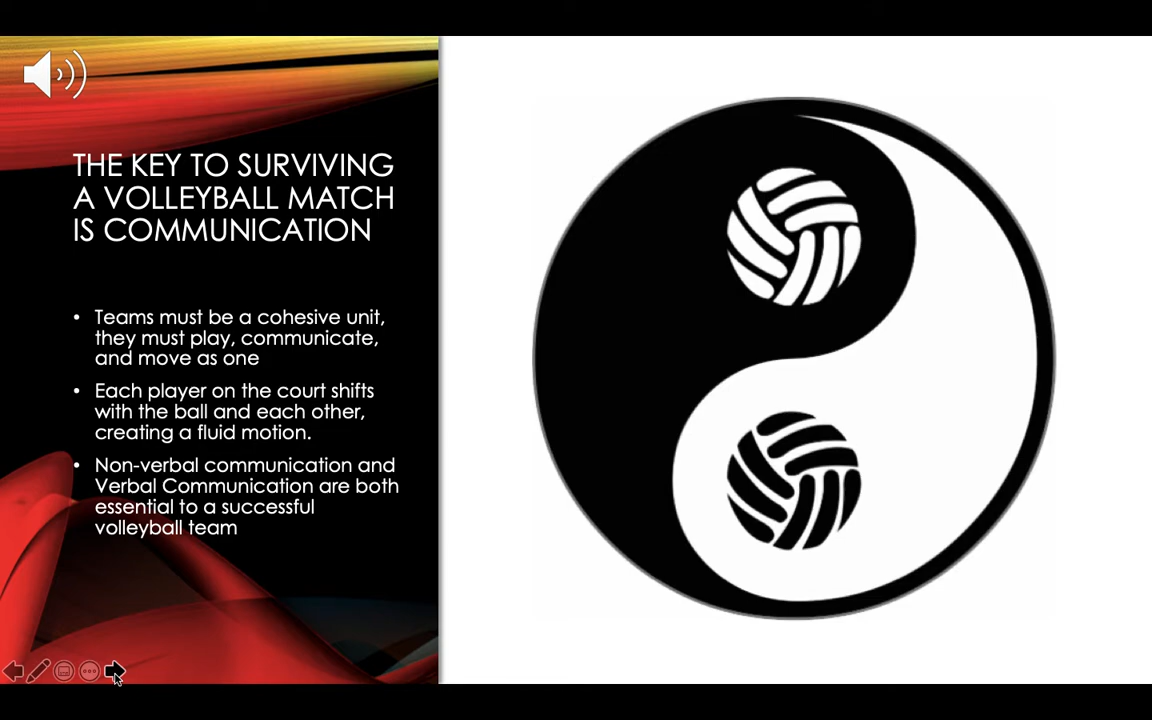 THE KEY TO SURVIVING
A VOLLEYBALL MATCH
IS COMMUNICATION
• Teams must be a cohesive unit,
they must play, communicate,
and move as one
• Each player on the court shifts
with the ball and each other,
creating a fluid motion.
• Non-verbal communication and
Verbal Communication are both
essential to a successful
volleyball team